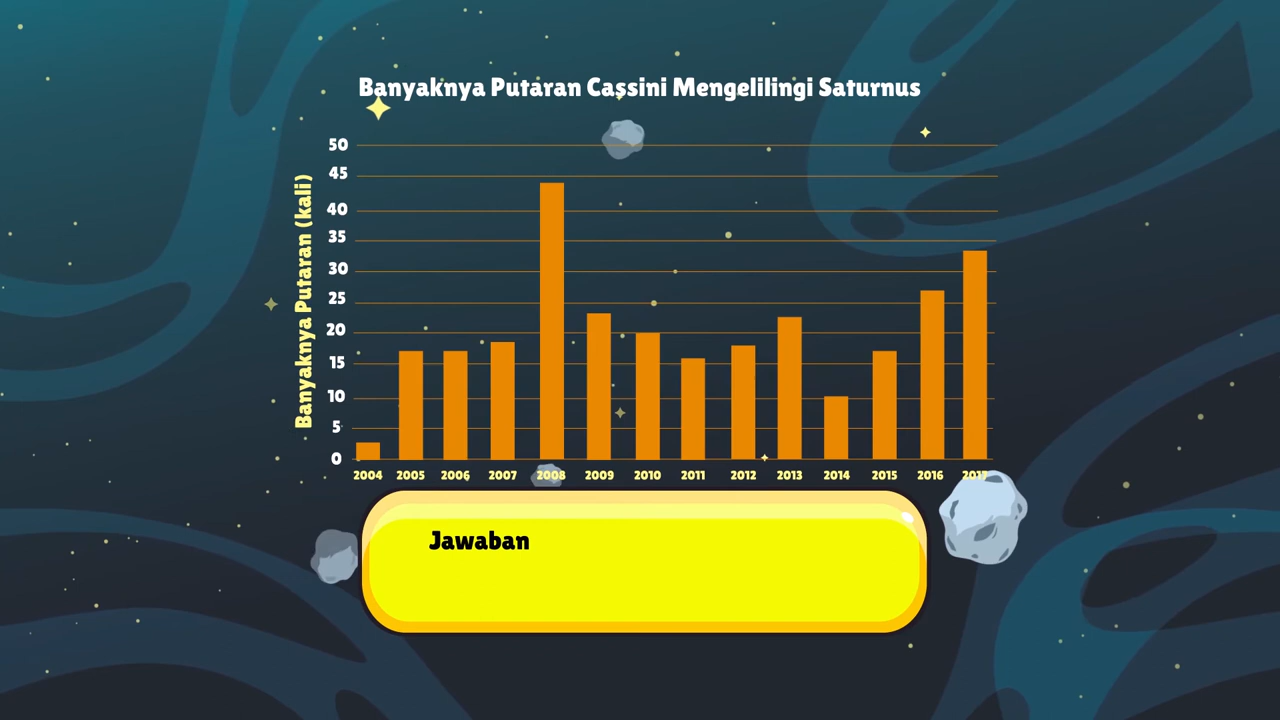 Banyaknya Putaran Cassini Mengelilingi Saturnus
Banyaknya Putaran (kali)
50
45
40
35
30
25
20
15
10
5
0
2004 2005 2006 2007 2008 2009 2010 2011 2012 2013 2014 2015 2016 2017
Jawaban